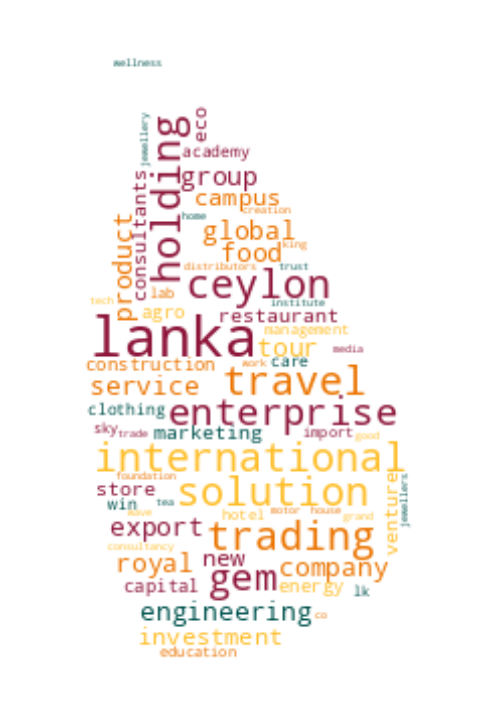 wellness
eco
jewellery
holding
academy
consultants
group
campus
creation
home
product
global
king
food
distributors
trust
ceylon
lab
tech
institute
agro
restaurant
lanka
management
tour
media
construction
work
care
service
travel
clothing
enterprise
sky
trade
marketing
import
good
international
foundation
jewellers
store
solution
venture
win
tea
wave
hotel
motor
house
grand
export
trading
consultancy
royal
new
company
gem
capital
energy
lk
engineering
co
investment
education